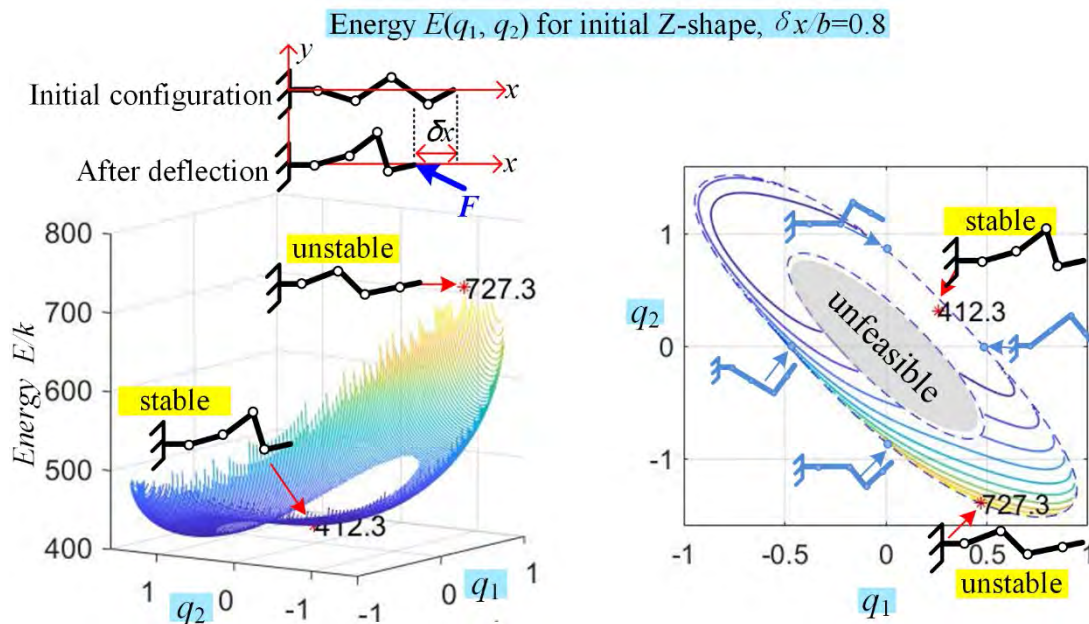 Energy E(q1, q2) for initial Z-shape, δx/b=0.8
y
Initial configuration
x
δx
After deflection
x
F
800
700
600
500
400
Energy E/k
unstable
727.3
stable
412.3
1
0
-1
q2
-1
0
1
q1
1
0
-1
q2
-1
-0.5
0
0.5
1
q1
stable
412.3
unfeasible
727.3
unstable